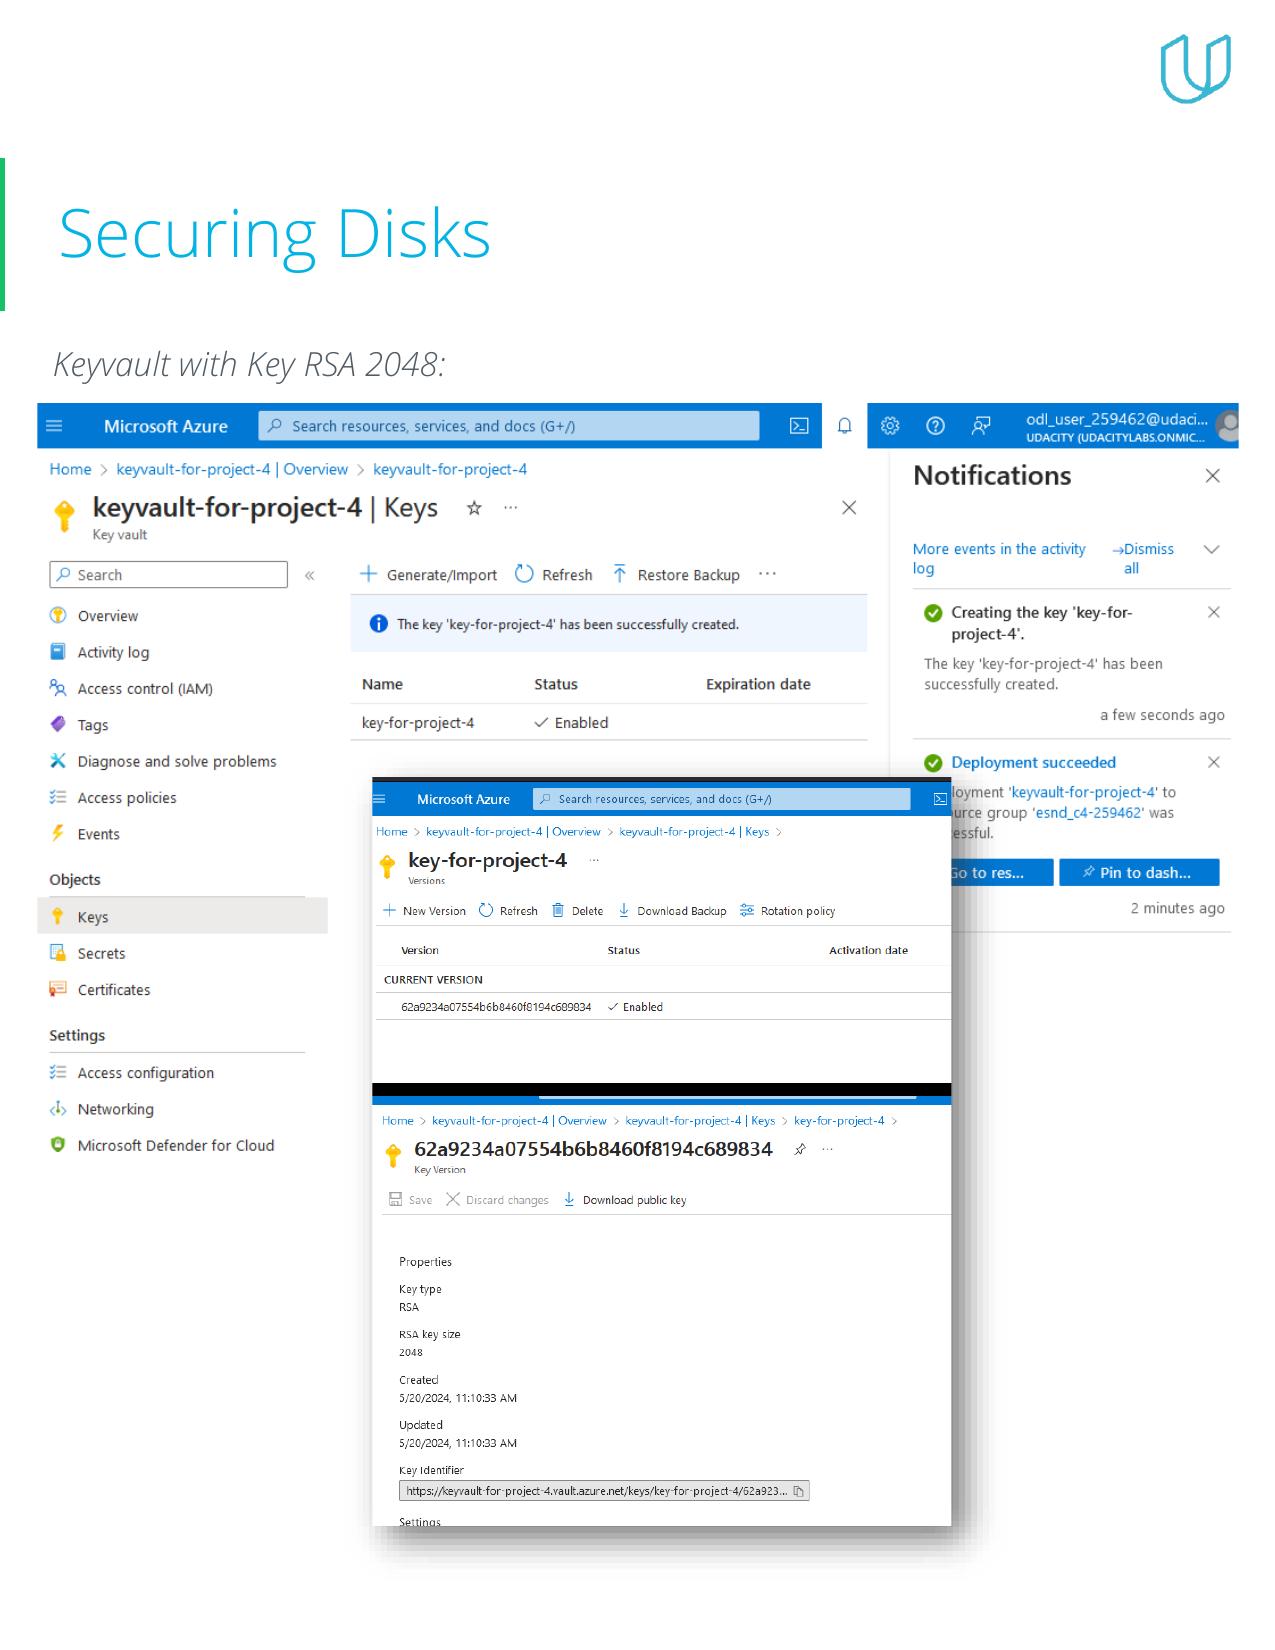 Securing Disks
Keyvault with Key RSA 2048:
Microsoft Azure
Search resources, services, and docs (G+/)
odl_user_259462@udaci...
UDACITY (UDACITYLABS.ONMIC...
Home > keyvault-for-project-4 | Overview > keyvault-for-project-4
keyvault-for-project-4 | Keys
Key vault
Search
Overview
Activity log
Access control (IAM)
Tags
Diagnose and solve problems
Access policies
Events
Objects
Keys
Secrets
Certificates
Settings
Access configuration
Networking
Microsoft Defender for Cloud
Generate/Import Refresh Restore Backup ...
The key 'key-for-project-4' has been successfully created.
Name Status Expiration date
key-for-project-4 Enabled
Notifications
More events in the activity
log
Dismiss
all
Creating the key 'key-for-
project-4'.
The key 'key-for-project-4' has been
successfully created.
a few seconds ago
Deployment succeeded
loyment 'keyvault-for-project-4' to
urce group 'esnd_c4-259462' was
essful.
Go to res... Pin to dash...
2 minutes ago
Microsoft Azure
Search resources, services, and docs (G+/)
Home > keyvault-for-project-4 | Overview > keyvault-for-project-4 | Keys >
key-for-project-4 ...
Versions
New Version Refresh Delete Download Backup Rotation policy
Version Status Activation date
CURRENT VERSION
62a9234a07554b6b8460f8194c689834 Enabled
Home > keyvault-for-project-4 | Overview > keyvault-for-project-4 | Keys > key-for-project-4 >
62a9234a07554b6b8460f8194c689834 ...
Key Version
Save Discard changes Download public key
Properties
Key type
RSA
RSA key size
2048
Created
5/20/2024, 11:10:33 AM
Updated
5/20/2024, 11:10:33 AM
Key Identifier
https://keyvault-for-project-4.vault.azure.net/keys/key-for-project-4/62a923...
Settings